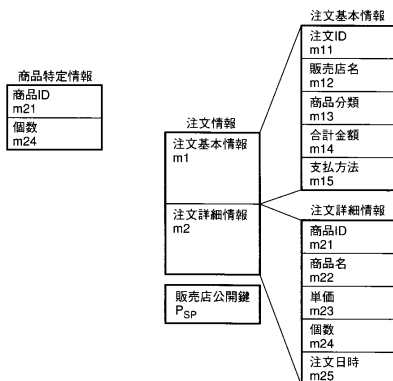 商品特定情報
商品ID
m21
個数
m24
注文情報
注文基本情報
m1
注文詳細情報
m2
販売店公開鍵
PSP
注文基本情報
注文ID
m11
販売店名
m12
商品分類
m13
合計金額
m14
支払方法
m15
注文詳細情報
商品ID
m21
商品名
m22
単価
m23
個数
m24
注文日時
m25